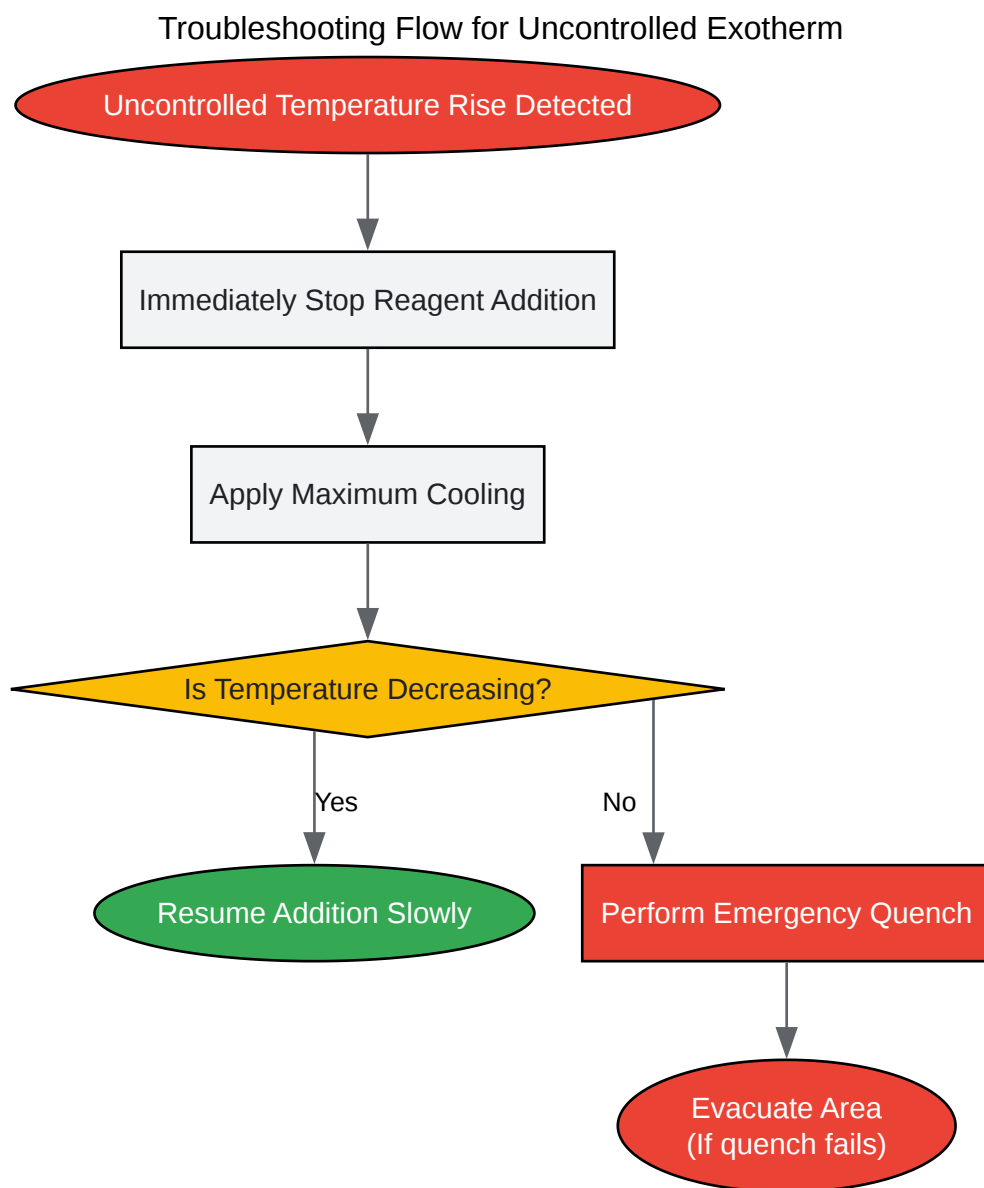 Troubleshooting Flow for Uncontrolled Exotherm
Uncontrolled Temperature Rise Detected
Immediately Stop Reagent Addition
Apply Maximum Cooling
Is Temperature Decreasing?
Yes
No
Resume Addition Slowly
Perform Emergency Quench
Evacuate Area
(If quench fails)